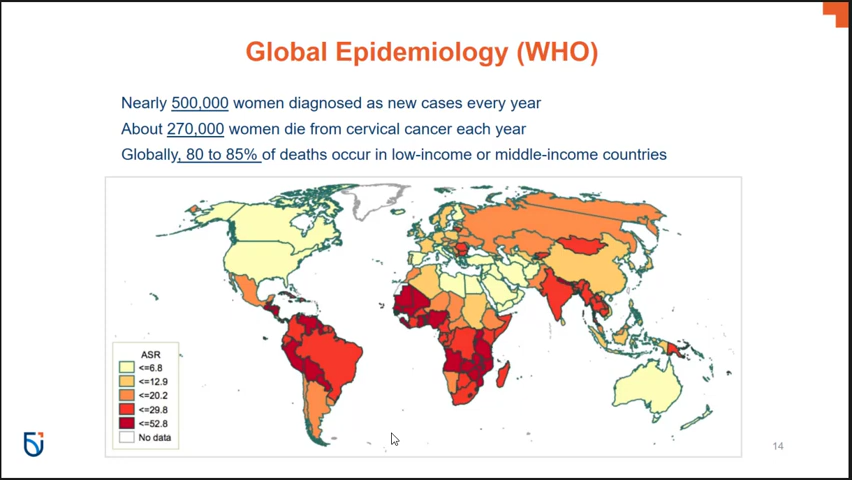 Global Epidemiology (WHO)
Nearly 500,000 women diagnosed as new cases every year
About 270,000 women die from cervical cancer each year
Globally, 80 to 85% of deaths occur in low-income or middle-income countries
ASR
<=6.8
<=12.9
<=20.2
<=29.8
<=52.8
No data
14